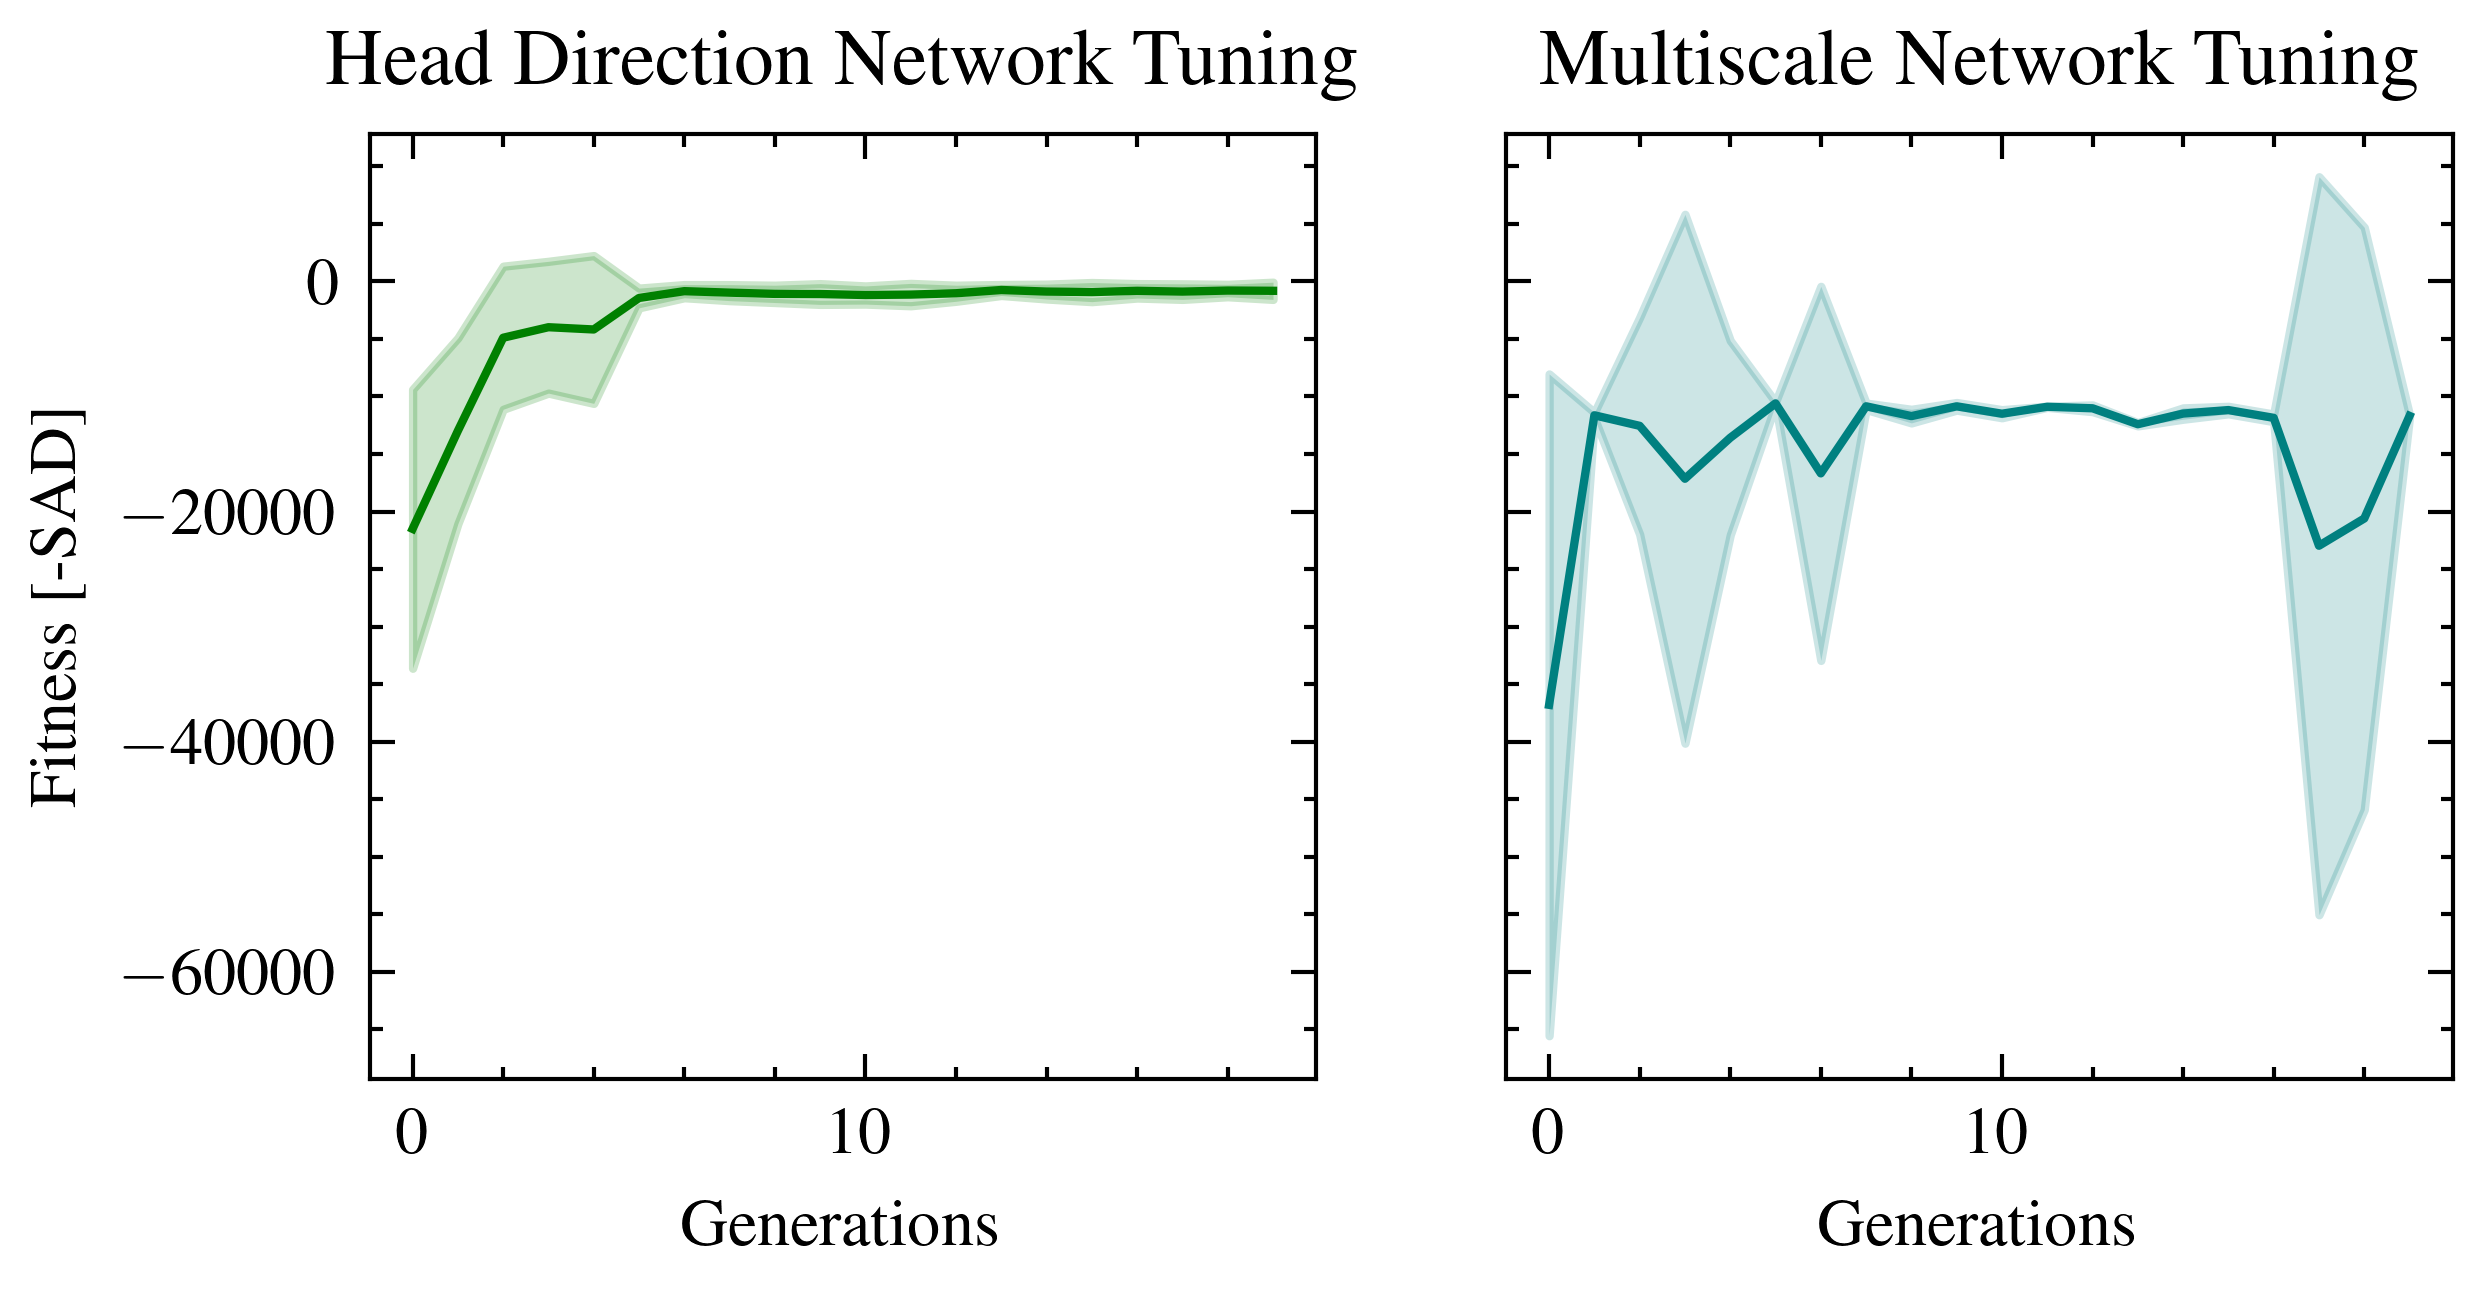 Head Direction Network Tuning
Multiscale Network Tuning
Fitness [-SAD]
0
−20000
−40000
−60000
0
10
0
10
Generations
Generations